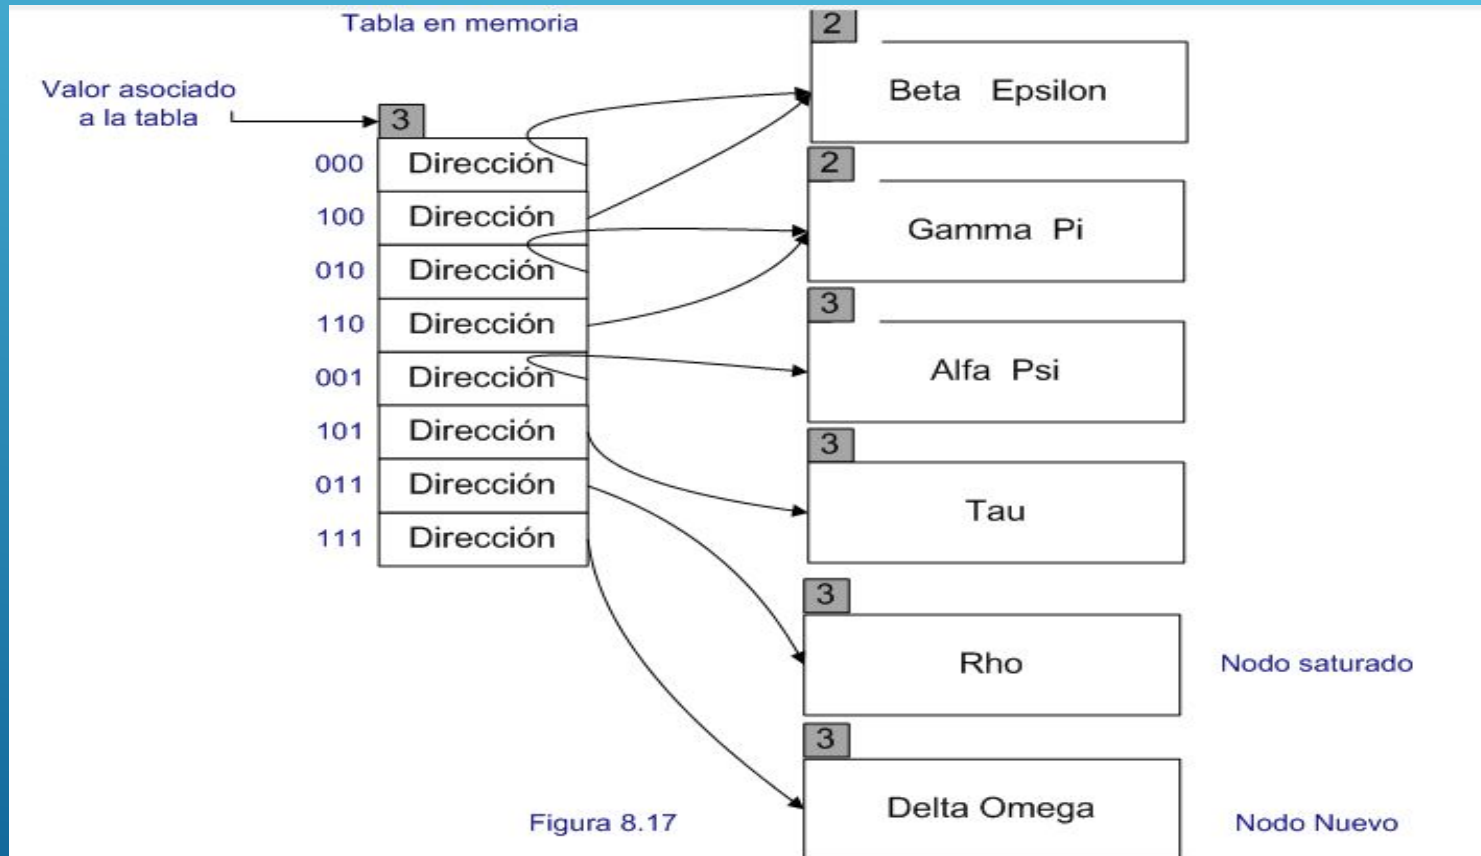 Tabla en memoria
Valor asociado
a la tabla
3
000 Dirección
100 Dirección
010 Dirección
110 Dirección
001 Dirección
101 Dirección
011 Dirección
111 Dirección
2
Beta Epsilon
2
Gamma Pi
3
Alfa Psi
3
Tau
3
Rho
Nodo saturado
3
Delta Omega
Nodo Nuevo
Figura 8.17